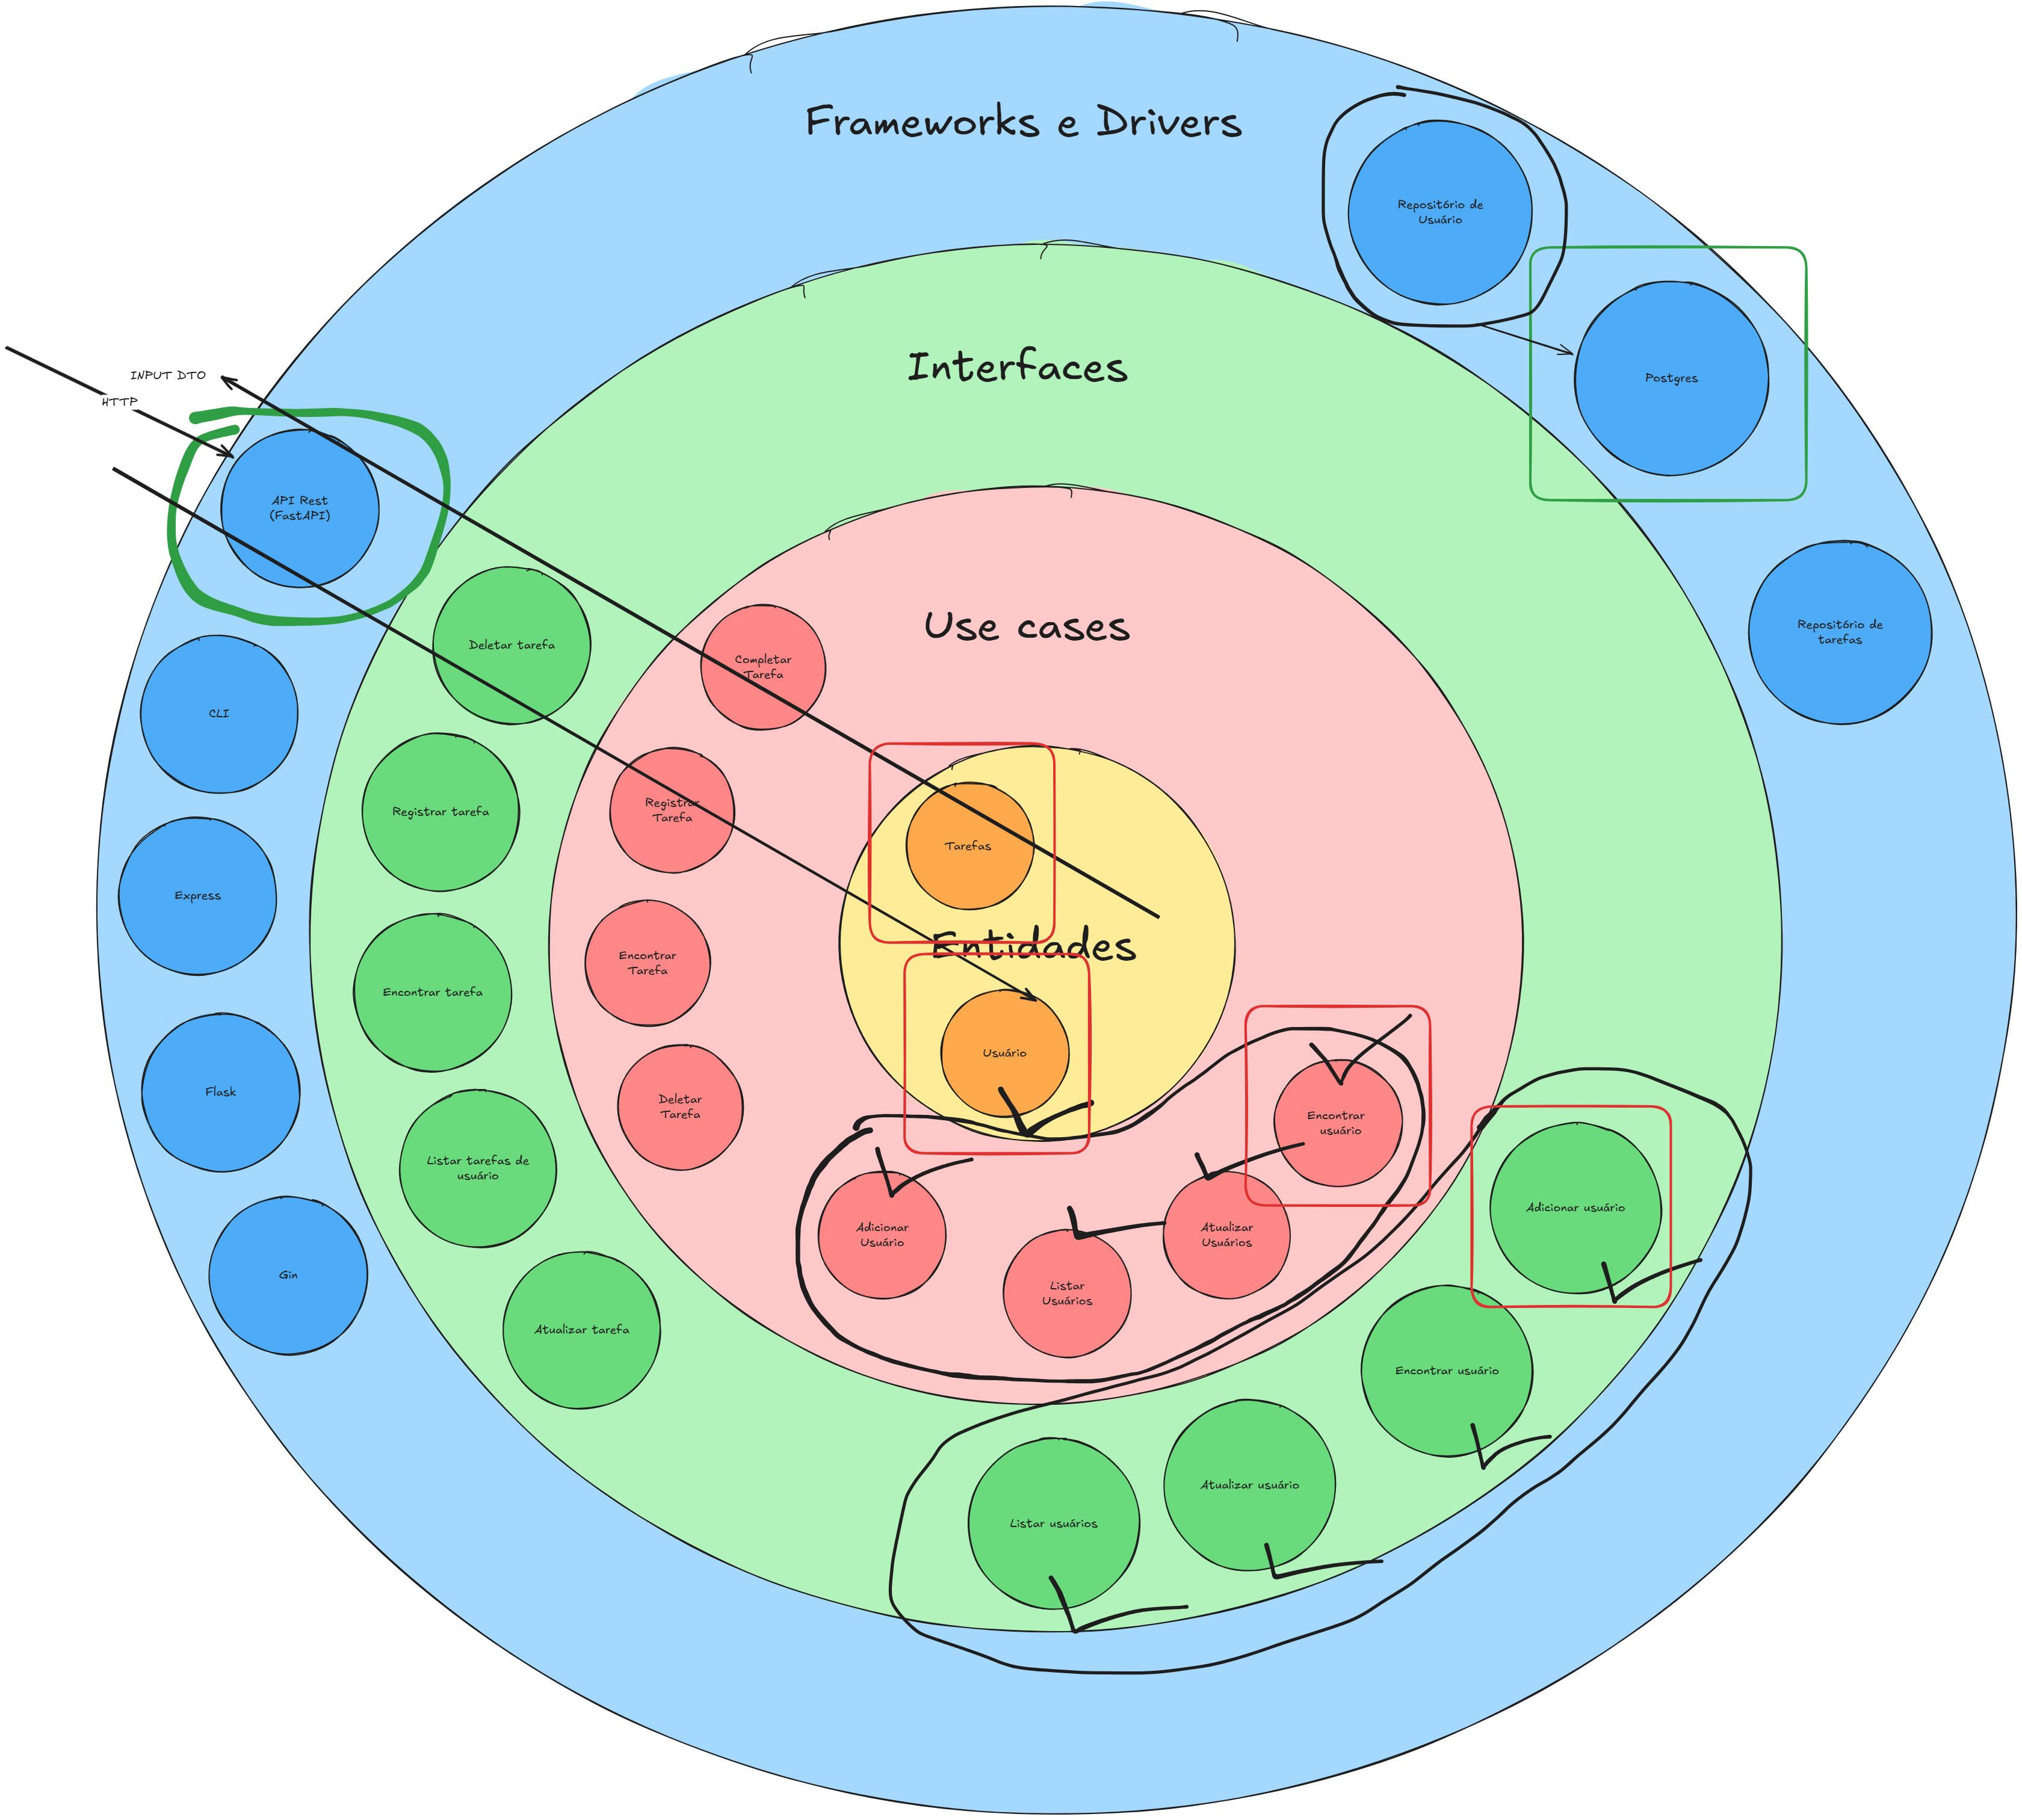 Frameworks e Drivers
Repositório de
Usuário
Interfaces
INPUT DTO
Postgres
HTTP
API Rest
(FastAPI)
Use cases
Repositório de
tarefas
Deletar tarefa
Completar
Tarefa
CLI
Registrar tarefa
Registrar
Tarefa
Tarefas
Express
Entidades
Encontrar
Tarefa
Encontrar tarefa
Usuário
Flask
Deletar
Tarefa
Encontrar
usuário
Listar tarefas de
usuário
Adicionar usuário
Adicionar
Usuário
Atualizar
Usuários
Gin
Listar
Usuários
Atualizar tarefa
Encontrar usuário
Atualizar usuário
Listar usuários